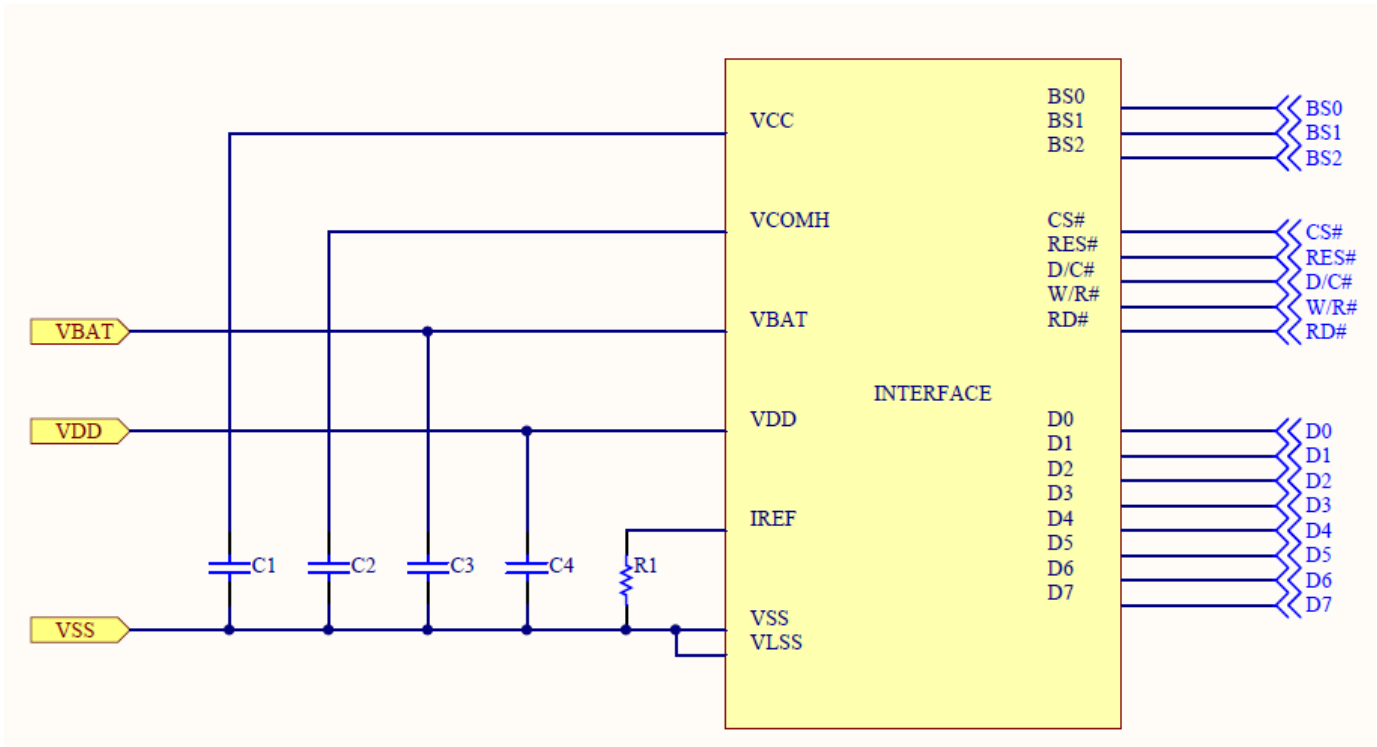 VCC
VCOMH
VBAT
VBAT
VDD
VDD
IREF
C1
C2
C3
C4
R1
VSS
VSS
VLSS
INTERFACE
BS0 BS0
BS1 BS1
BS2 BS2
CS# CS#
RES# RES#
D/C# D/C#
W/R# W/R#
RD# RD#
D0 D0
D1 D1
D2 D2
D3 D3
D4 D4
D5 D5
D6 D6
D7 D7